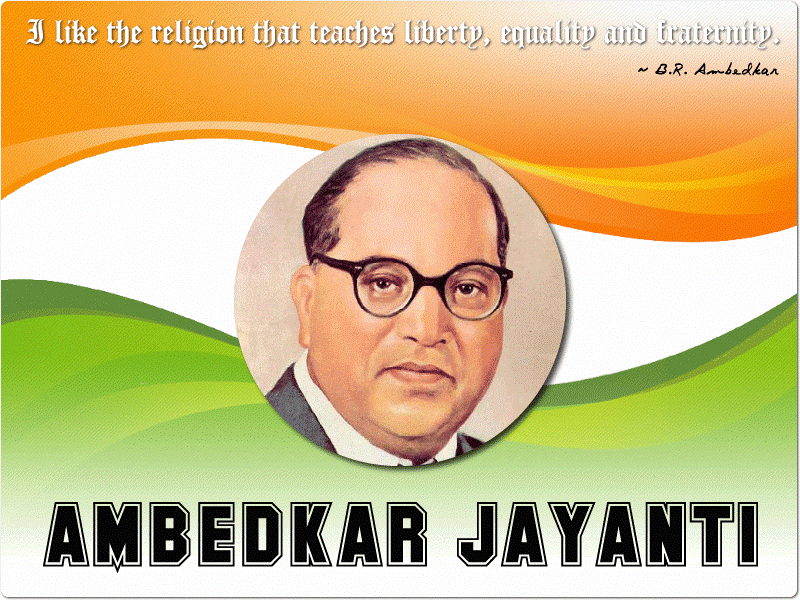 I like the religion that teaches liberty, equality and fraternity.
~ B.R. Ambedkar
AMBEDKAR JAYANTI